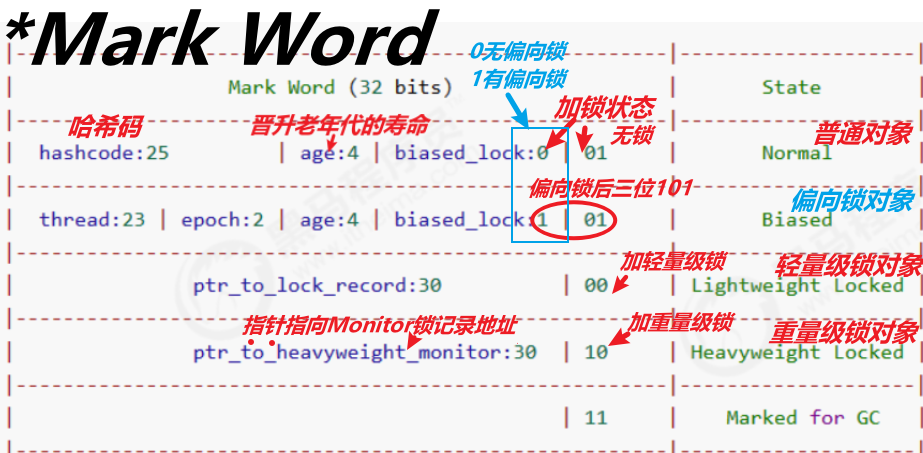 *Mark Word
0无偏向锁
1有偏向锁
Mark Word (32 bits) | State
哈希码
晋升老年代的寿命
加锁状态
无锁
普通对象
hashcode:25 | age:4 | biased_lock:0 | 01 | Normal
偏向锁后三位101
偏向锁对象
thread:23 | epoch:2 | age:4 | biased_lock:1 | 01 | Biased
加轻量级锁
轻量级锁对象
ptr_to_lock_record:30 | 00 | Lightweight Locked
指针指向Monitor锁记录地址
加重量级锁
重量级锁对象
ptr_to_heavyweight_monitor:30 | 10 | Heavyweight Locked
| 11 | Marked for GC